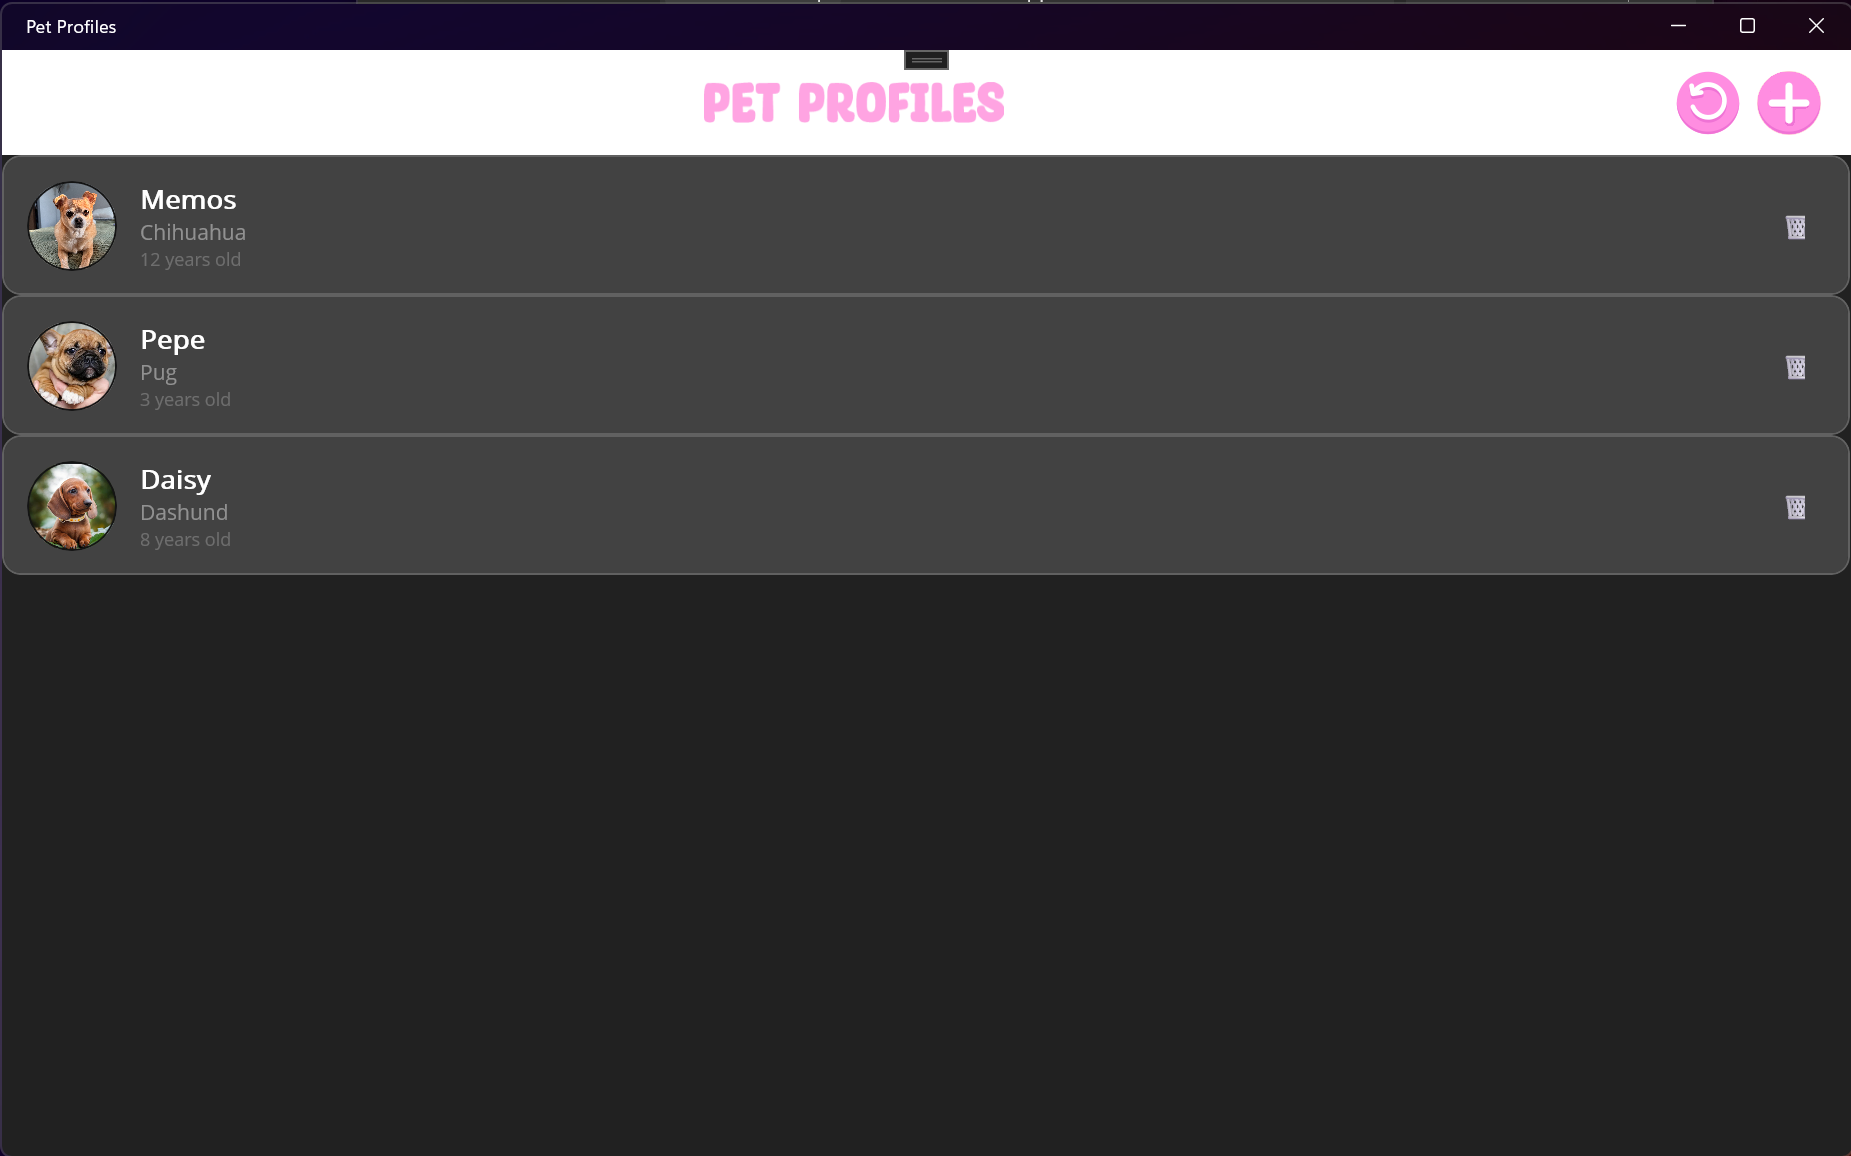 Pet Profiles
PET PROFILES
Memos
Chihuahua
12 years old
Pepe
Pug
3 years old
Daisy
Dashund
8 years old